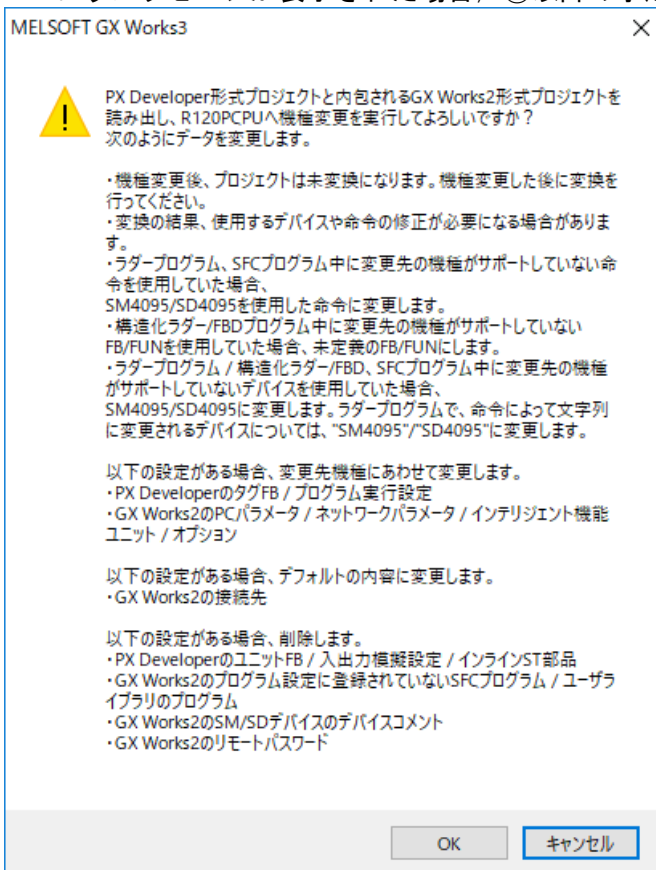 MELSOFT GX Works3
PX Developer形式プロジェクトと内包されるGX Works2形式プロジェクトを
読み出し、R120PCPUへ機種変更を実行してよろしいですか？
次のようにデータを変更します。
・機種変更後、プロジェクトは未変換になります。機種変更した後に変換を
行ってください。
・変換の結果、使用するデバイスや命令の修正が必要になる場合がありま
す。
・ラダープログラム、SFCプログラム中に変更先の機種がサポートしていない命
令を使用していた場合、
SM4095/SD4095を使用した命令に変更します。
・構造化ラダー/FBDプログラム中に変更先の機種がサポートしていない
FB/FUNを使用していた場合、未定義のFB/FUNにします。
・ラダープログラム / 構造化ラダー/FBD、SFCプログラム中に変更先の機種
がサポートしていないデバイスを使用していた場合、
SM4095/SD4095に変更します。ラダープログラムで、命令によって文字列
に変更されるデバイスについては、"SM4095"/"SD4095"に変更します。
以下の設定がある場合、変更先機種にあわせて変更します。
・PX DeveloperのタグFB / プログラム実行設定
・GX Works2のPCパラメータ / ネットワークパラメータ / インテリジェント機能
ユニット / オプション
以下の設定がある場合、デフォルトの内容に変更します。
・GX Works2の接続先
以下の設定がある場合、削除します。
・PX DeveloperのユニットFB / 入出力模擬設定 / インラインST部品
・GX Works2のプログラム設定に登録されていないSFCプログラム / ユーザラ
イブラリのプログラム
・GX Works2のSM/SDデバイスのデバイスコメント
・GX Works2のリモートパスワード
OK キャンセル